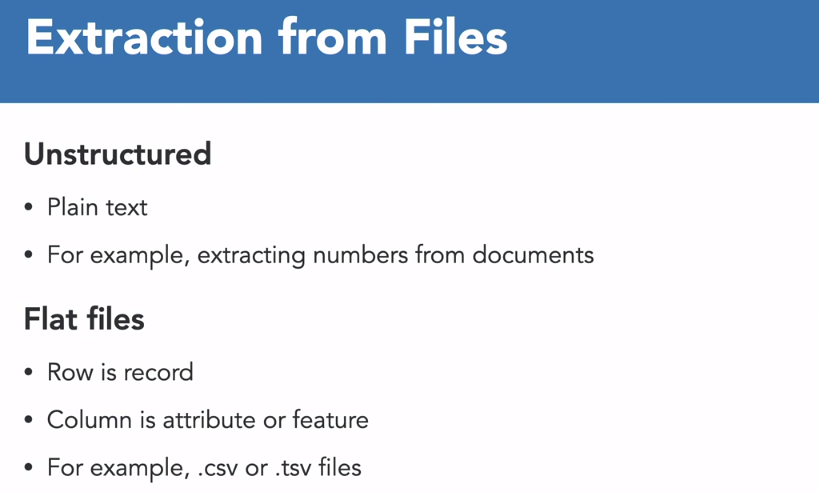 Extraction from Files
Unstructured
• Plain text
• For example, extracting numbers from documents
Flat files
• Row is record
• Column is attribute or feature
• For example, .csv or .tsv files